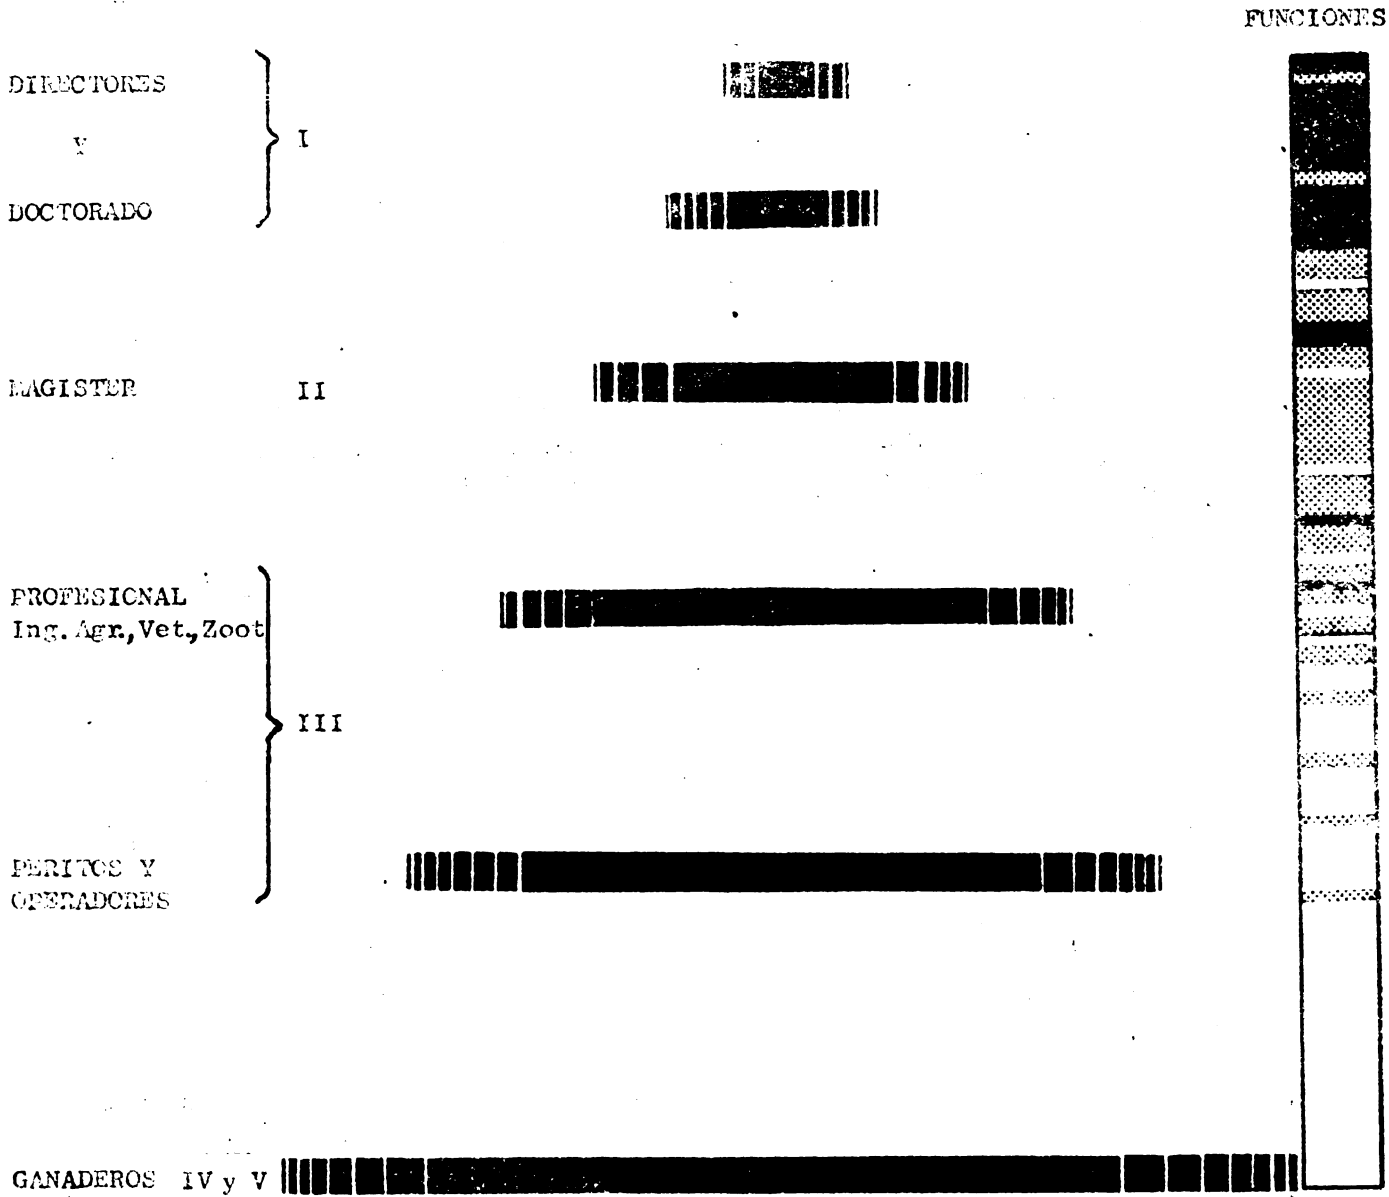 FUNCIONES
DIRECTORES
Y
I
DOCTORADO
MAGISTER II
PROFESIONAL
Ing. Agr., Vet., Zoot
III
PERITOS Y
OPERADORES
GANADEROS IV y V